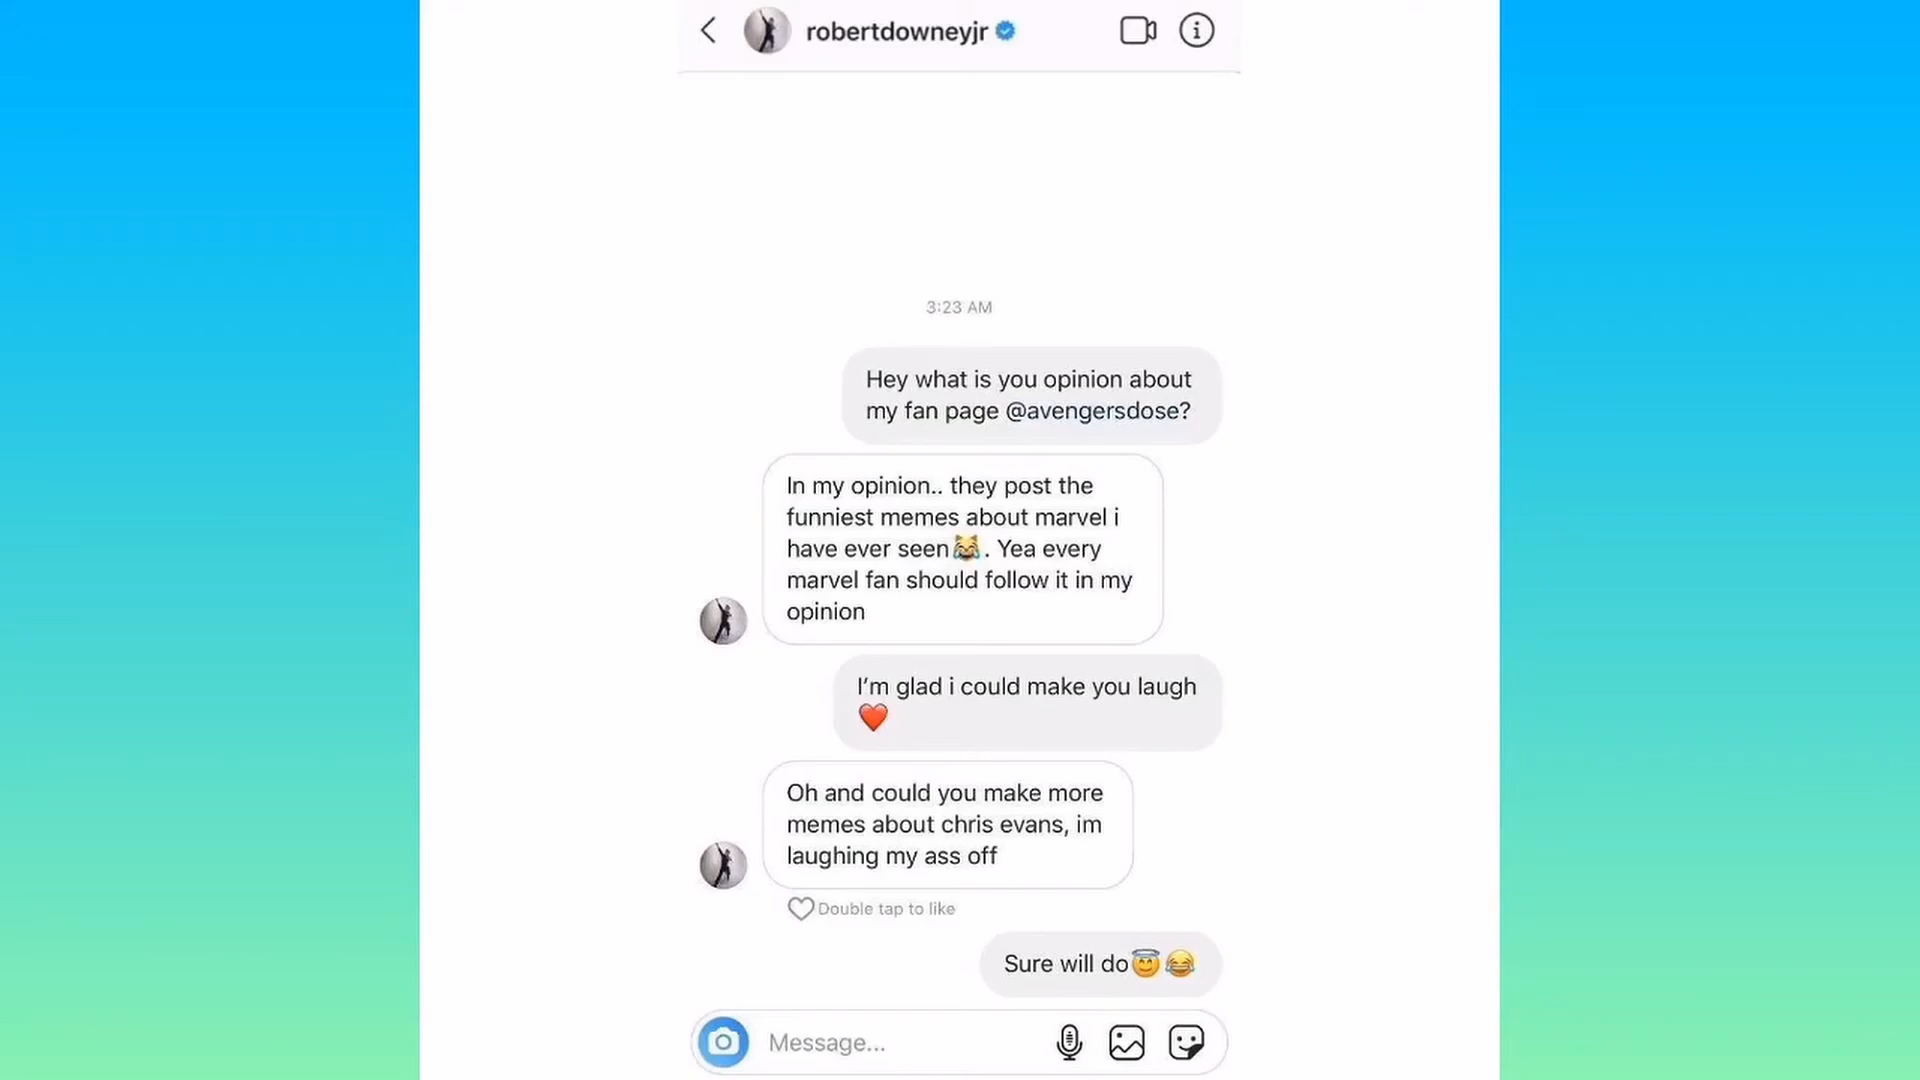 robertdowneyjr
3:23 AM
Hey what is you opinion about
my fan page @avengersdose?
In my opinion.. they post the
funniest memes about marvel i
have ever seen😹. Yea every
marvel fan should follow it in my
opinion
I’m glad i could make you laugh
❤️
Oh and could you make more
memes about chris evans, im
laughing my ass off
Double tap to like
Sure will do😇😂
Message...